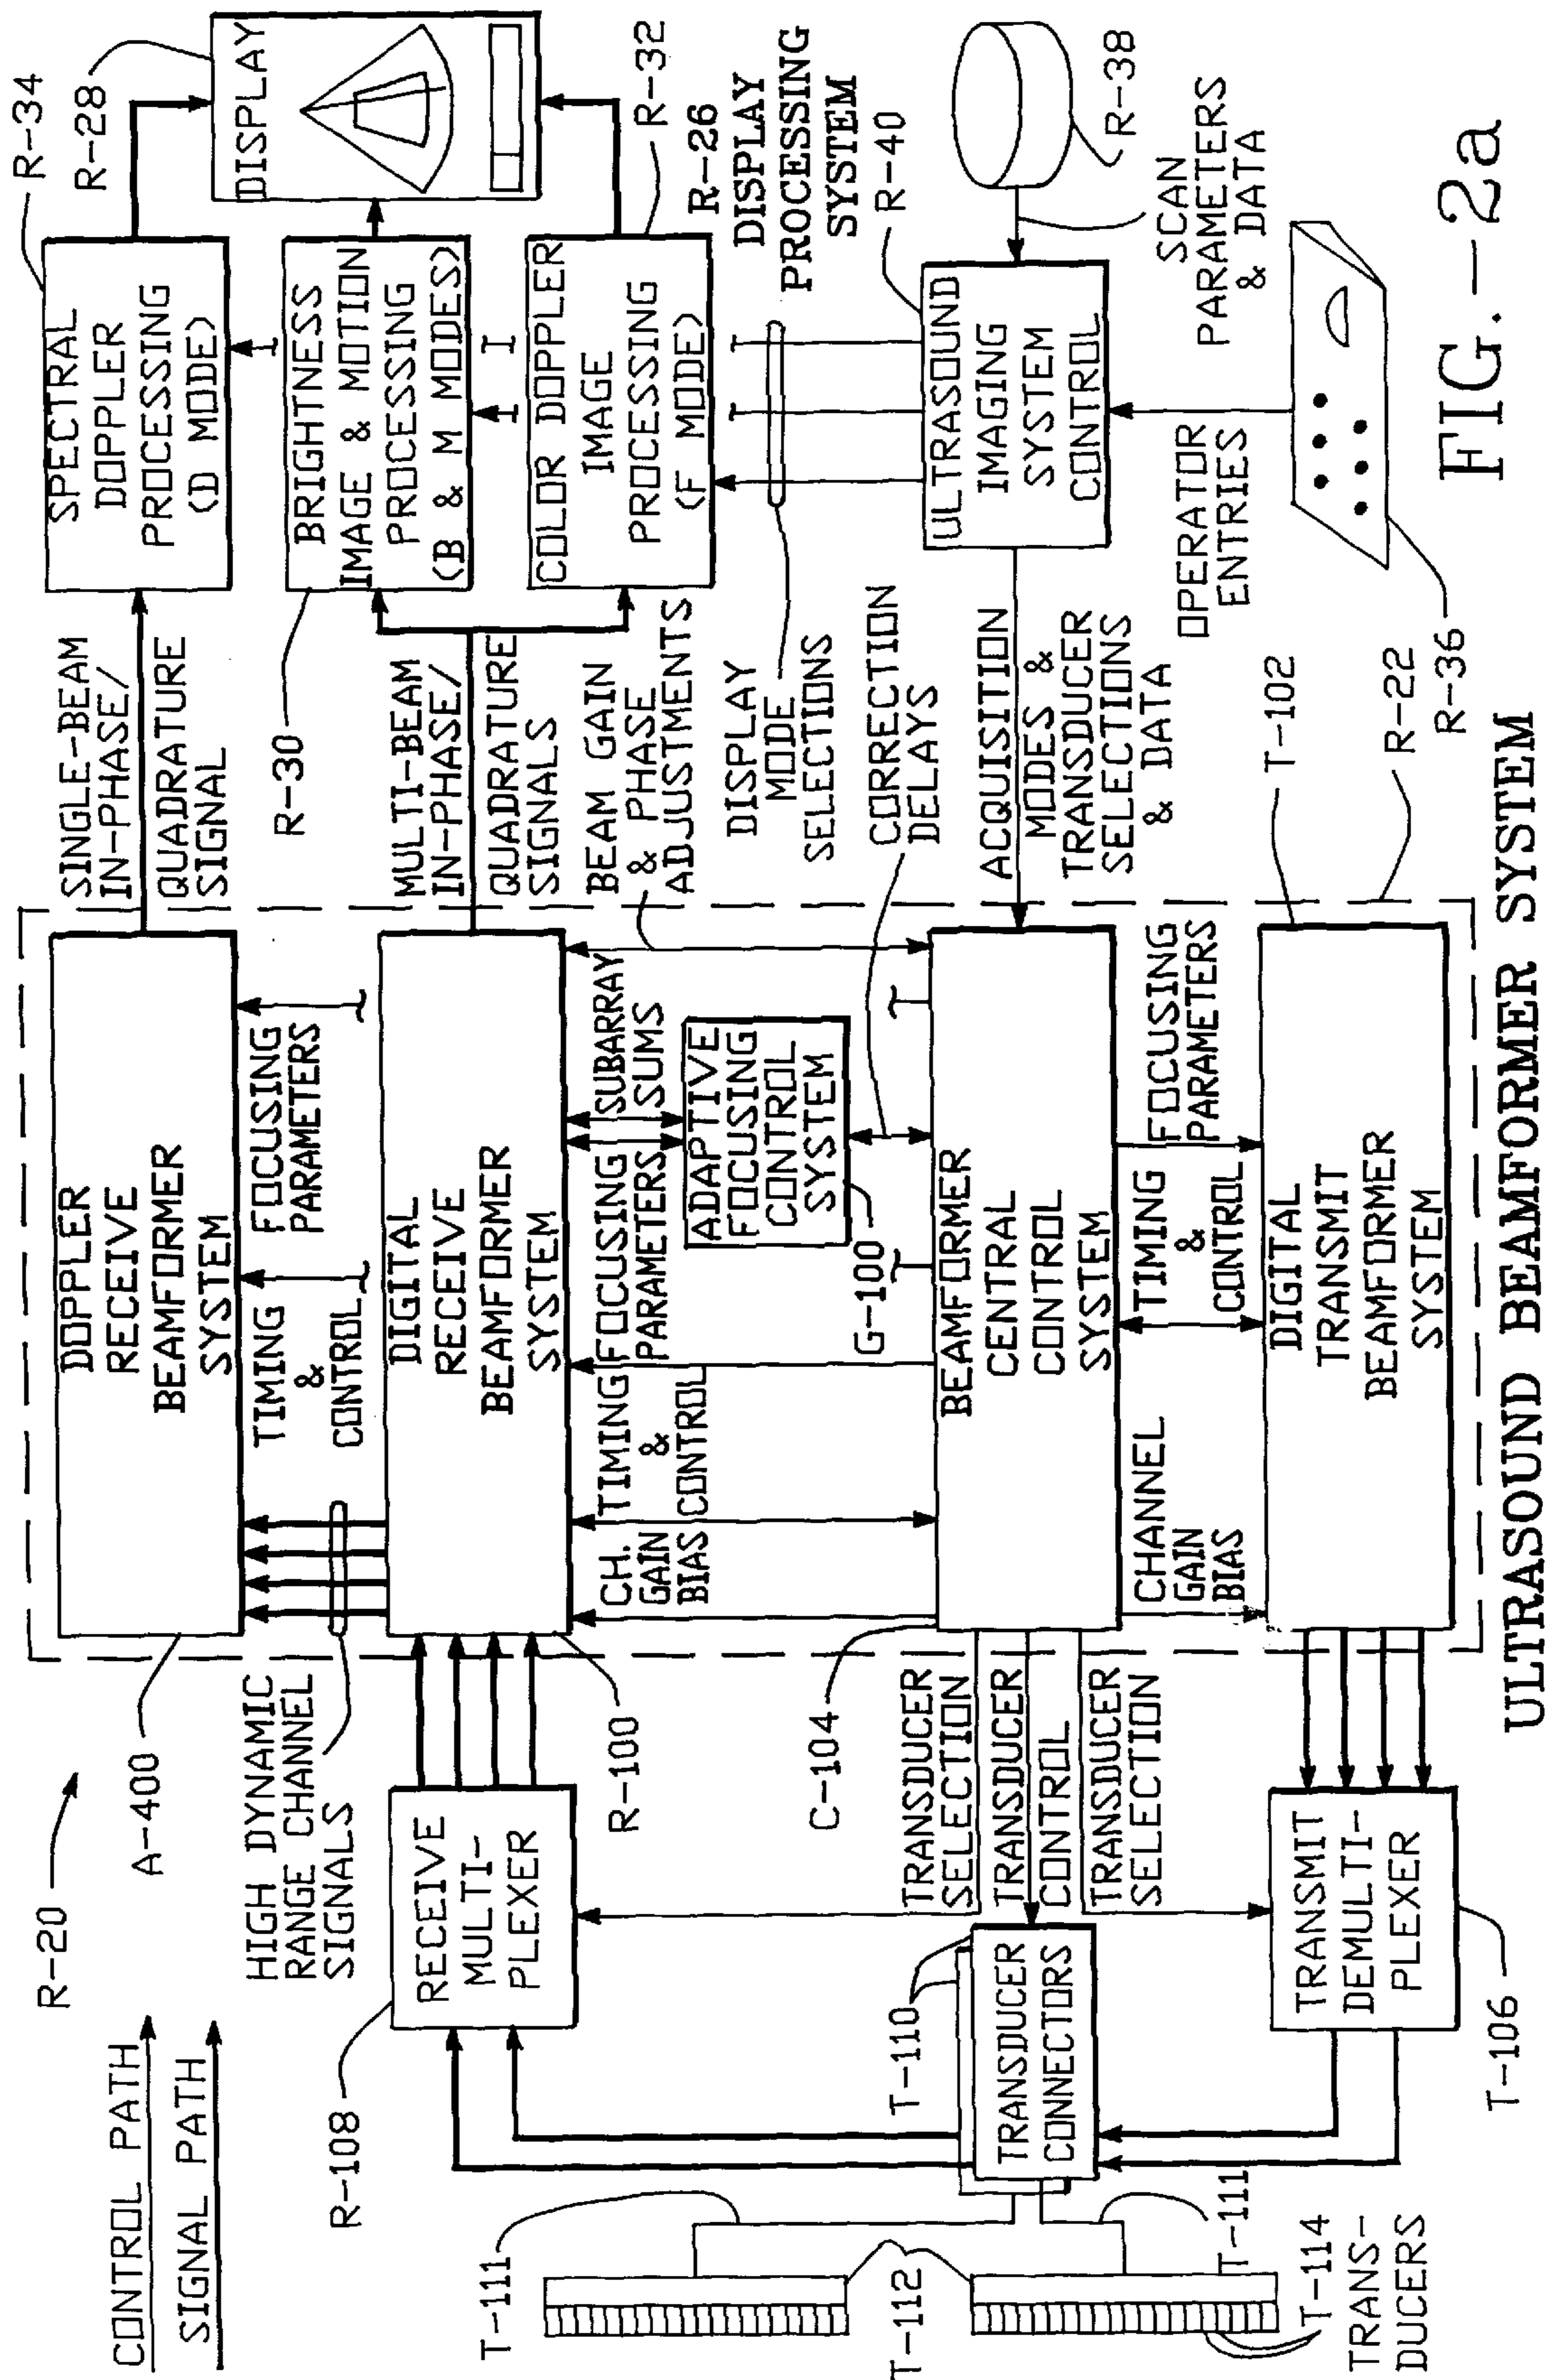 CONTROL PATH
SIGNAL PATH
R-20
A-400
HIGH DYNAMIC
RANGE CHANNEL
SIGNALS
DOPPLER
RECEIVE
BEAMFORMER
SYSTEM
TIMING
&
CONTROL
FOCUSING
PARAMETERS
SINGLE-BEAM
IN-PHASE/
QUADRATURE
SIGNAL
SPECTRAL
DOPPLER
PROCESSING
(D MODE)
R-34
R-28
DISPLAY
R-108
RECEIVE
MULTI-
PLEXER
R-100
DIGITAL
RECEIVE
BEAMFORMER
SYSTEM
MULTI-BEAM
IN-PHASE/
QUADRATURE
SIGNALS
R-30
BRIGHTNESS
IMAGE & MOTION
PROCESSING
(B & M MODES)
COLOR DOPPLER
IMAGE
PROCESSING
(F MODE)
R-32
R-26
DISPLAY
PROCESSING
SYSTEM
CH.
GAIN
BIAS
TIMING
&
CONTROL
FOCUSING
PARAMETERS
SUBARRAY
SUMS
BEAM GAIN
& PHASE
ADJUSTMENTS
ADAPTIVE
FOCUSING
CONTROL
SYSTEM
G-100
DISPLAY
MODE
SELECTIONS
CORRECTION
DELAYS
R-40
ULTRASOUND
IMAGING
SYSTEM
CONTROL
R-38
SCAN
PARAMETERS
& DATA
C-104
BEAMFORMER
CENTRAL
CONTROL
SYSTEM
ACQUISITION
MODES &
TRANSDUCER
SELECTIONS
& DATA
OPERATOR
ENTRIES
R-36
TRANSDUCER
SELECTION
TRANSDUCER
CONTROL
TRANSDUCER
SELECTION
T-110
TRANSDUCER
CONNECTORS
T-111
T-112
T-111
T-114
TRANS-
DUCERS
CHANNEL
GAIN
BIAS
TIMING
&
CONTROL
FOCUSING
PARAMETERS
T-102
R-22
TRANSMIT
DEMULTI-
PLEXER
T-106
DIGITAL
TRANSMIT
BEAMFORMER
SYSTEM
ULTRASOUND BEAMFORMER SYSTEM
FIG.-2a